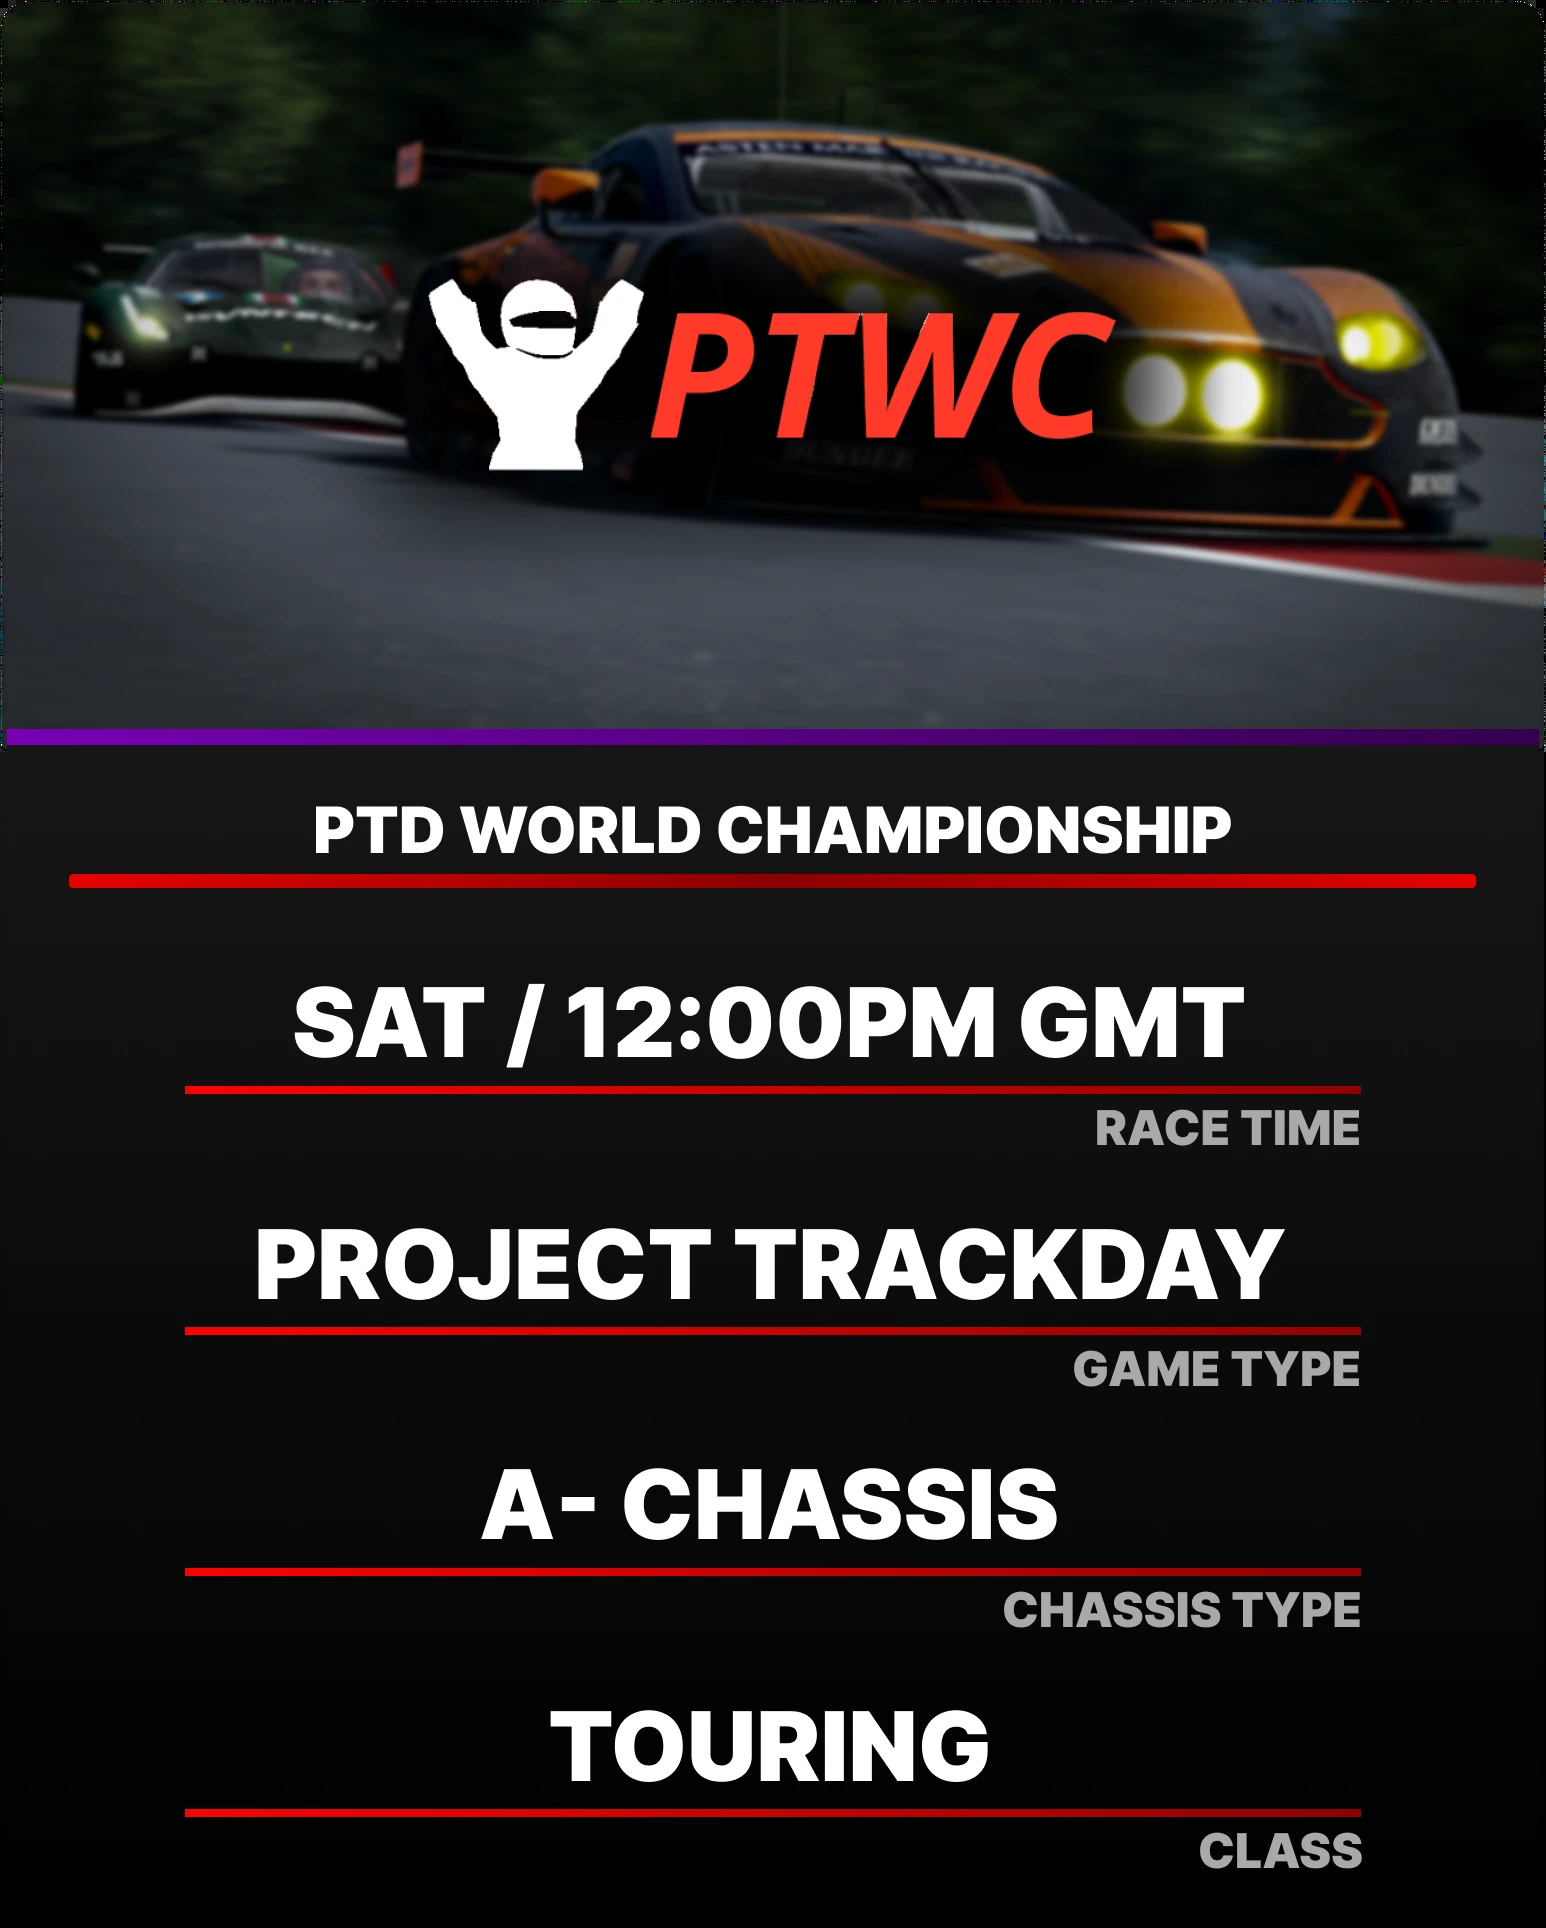 PTWC
DUNDEE
PTD WORLD CHAMPIONSHIP
SAT / 12:00PM GMT
RACE TIME
PROJECT TRACKDAY
GAME TYPE
A- CHASSIS
CHASSIS TYPE
TOURING
CLASS